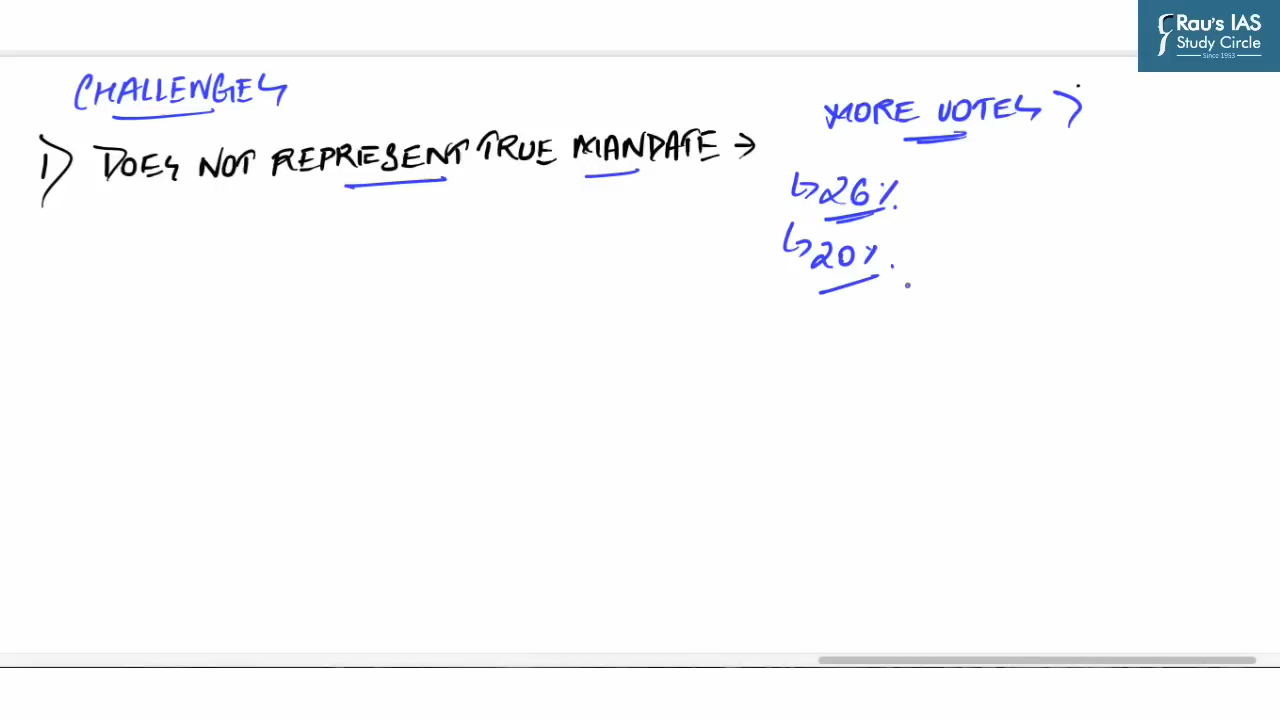 Rau's IAS
Study Circle
Since 1953
CHALLENGES
1) DOES NOT REPRESENT TRUE MANDATE →
MORE VOTES >
↳ 26%.
↳ 20%.